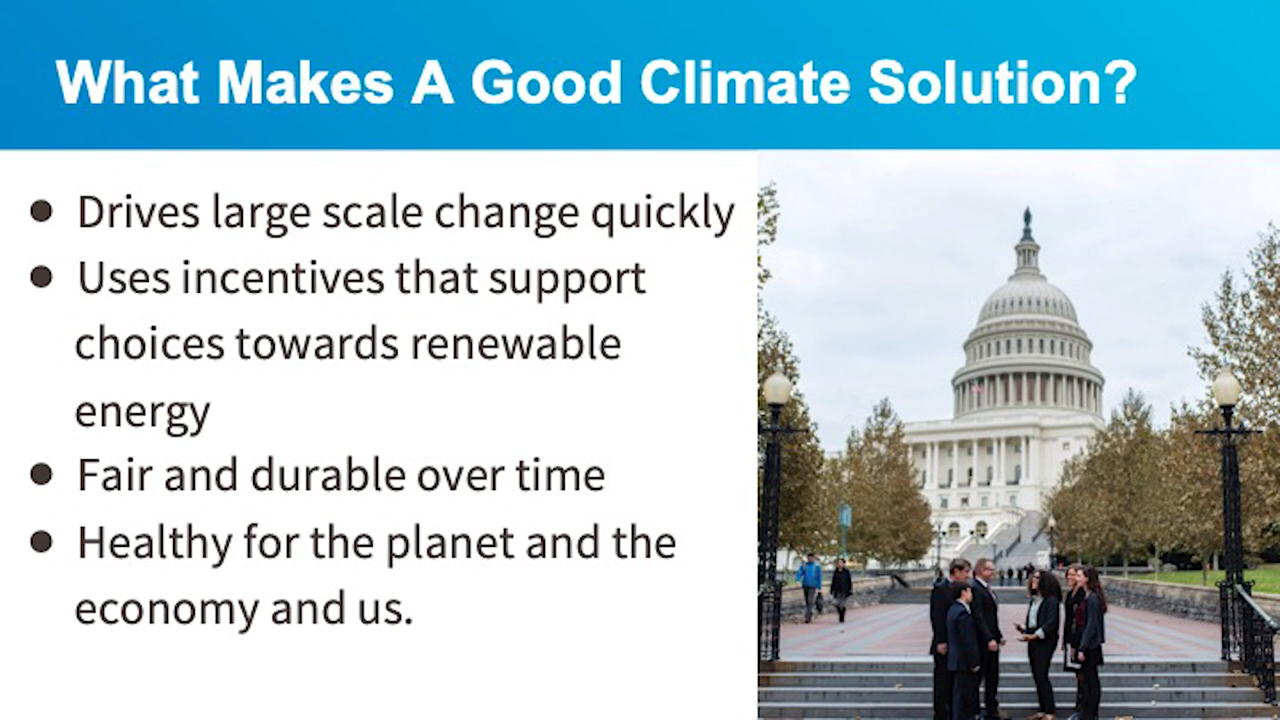 What Makes A Good Climate Solution?
● Drives large scale change quickly
● Uses incentives that support
choices towards renewable
energy
● Fair and durable over time
● Healthy for the planet and the
economy and us.